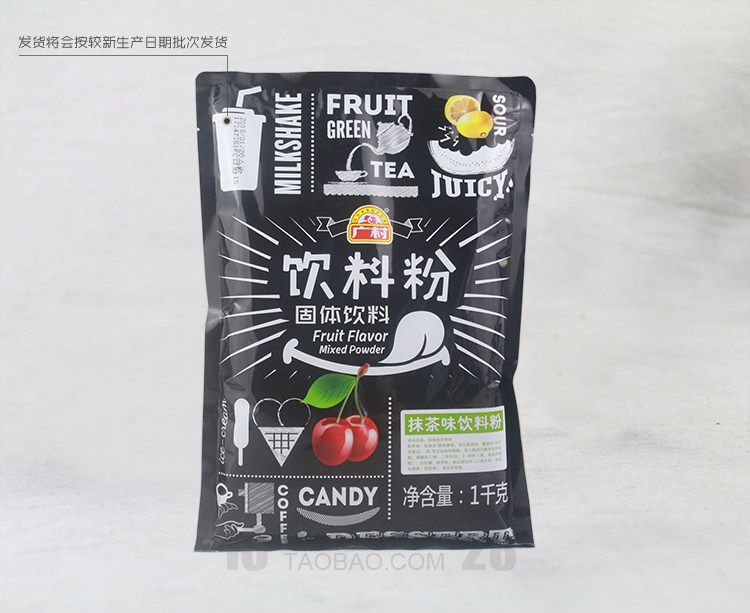 发货将会按较新生产日期批次发货
MILKSHAKE
FRUIT
GREEN
TEA
SOUR
JUICY
广村
饮料粉
固体饮料
Fruit Flavor
Mixed Powder
ice-cream
抹茶味饮料粉
COFFEE
CANDY
净含量：1千克
TAOBAO.COM